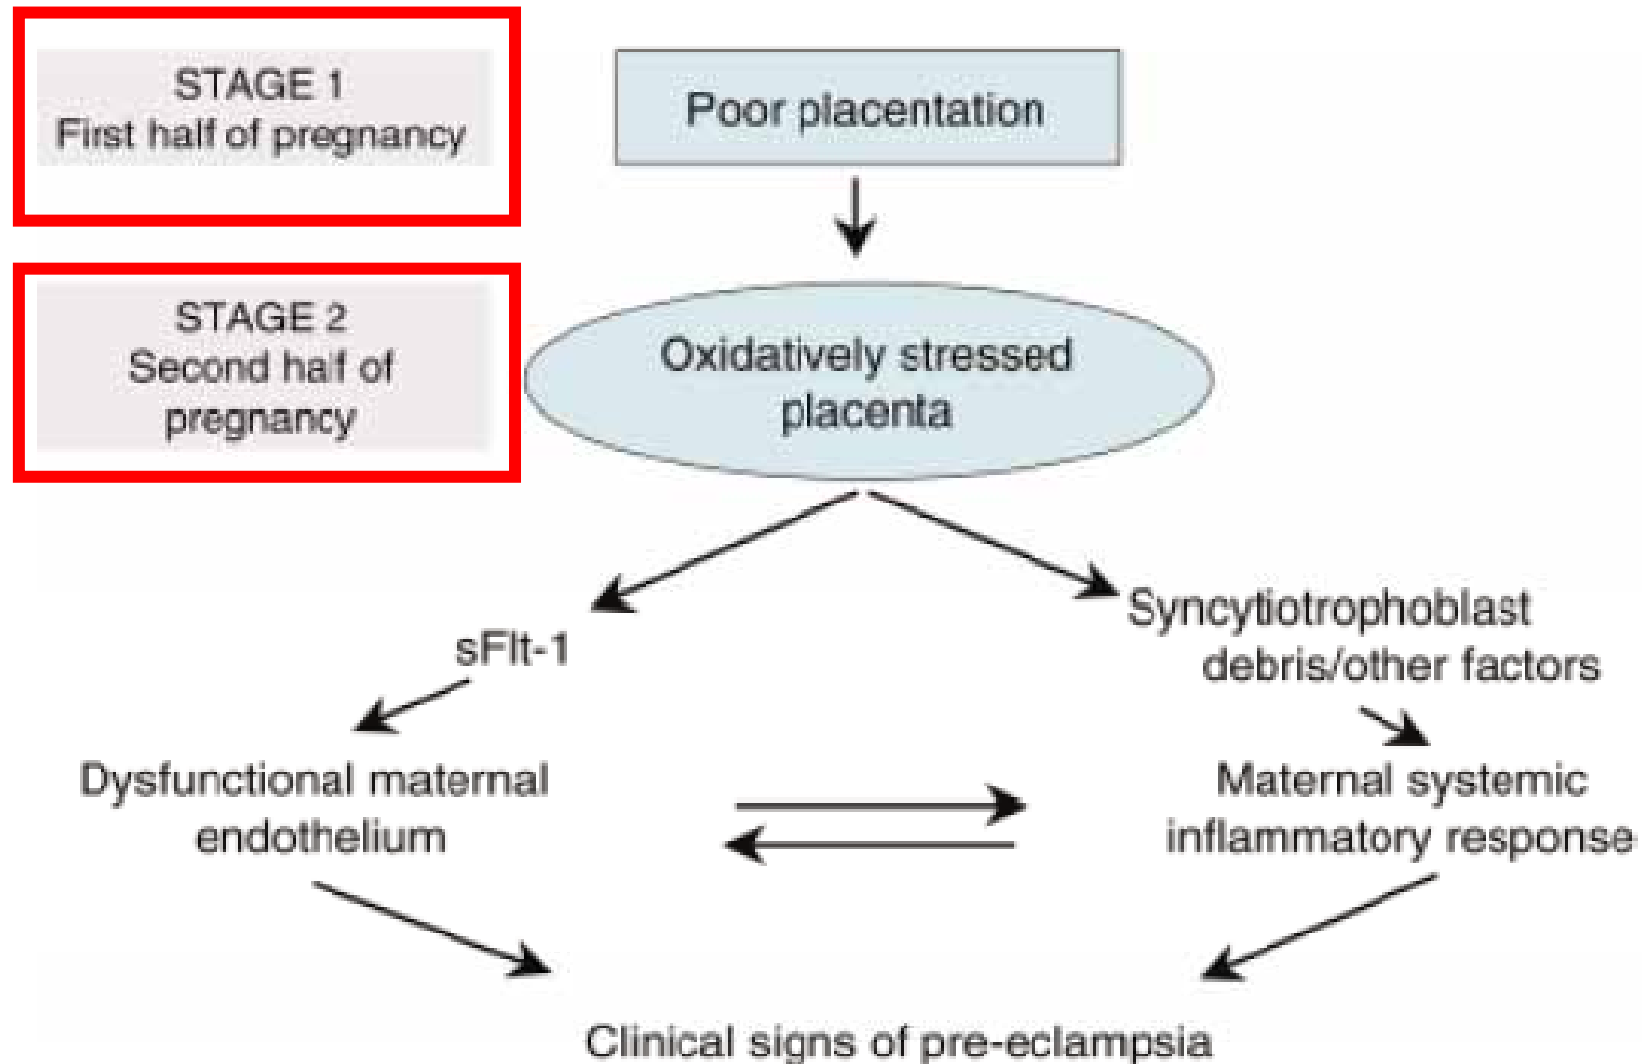 STAGE 1
First half of pregnancy
Poor placentation
STAGE 2
Second half of
pregnancy
Oxidatively stressed
placenta
sFlt-1
Syncytiotrophoblast
debris/other factors
Dysfunctional maternal
endothelium
Maternal systemic
inflammatory response
Clinical signs of pre-eclampsia